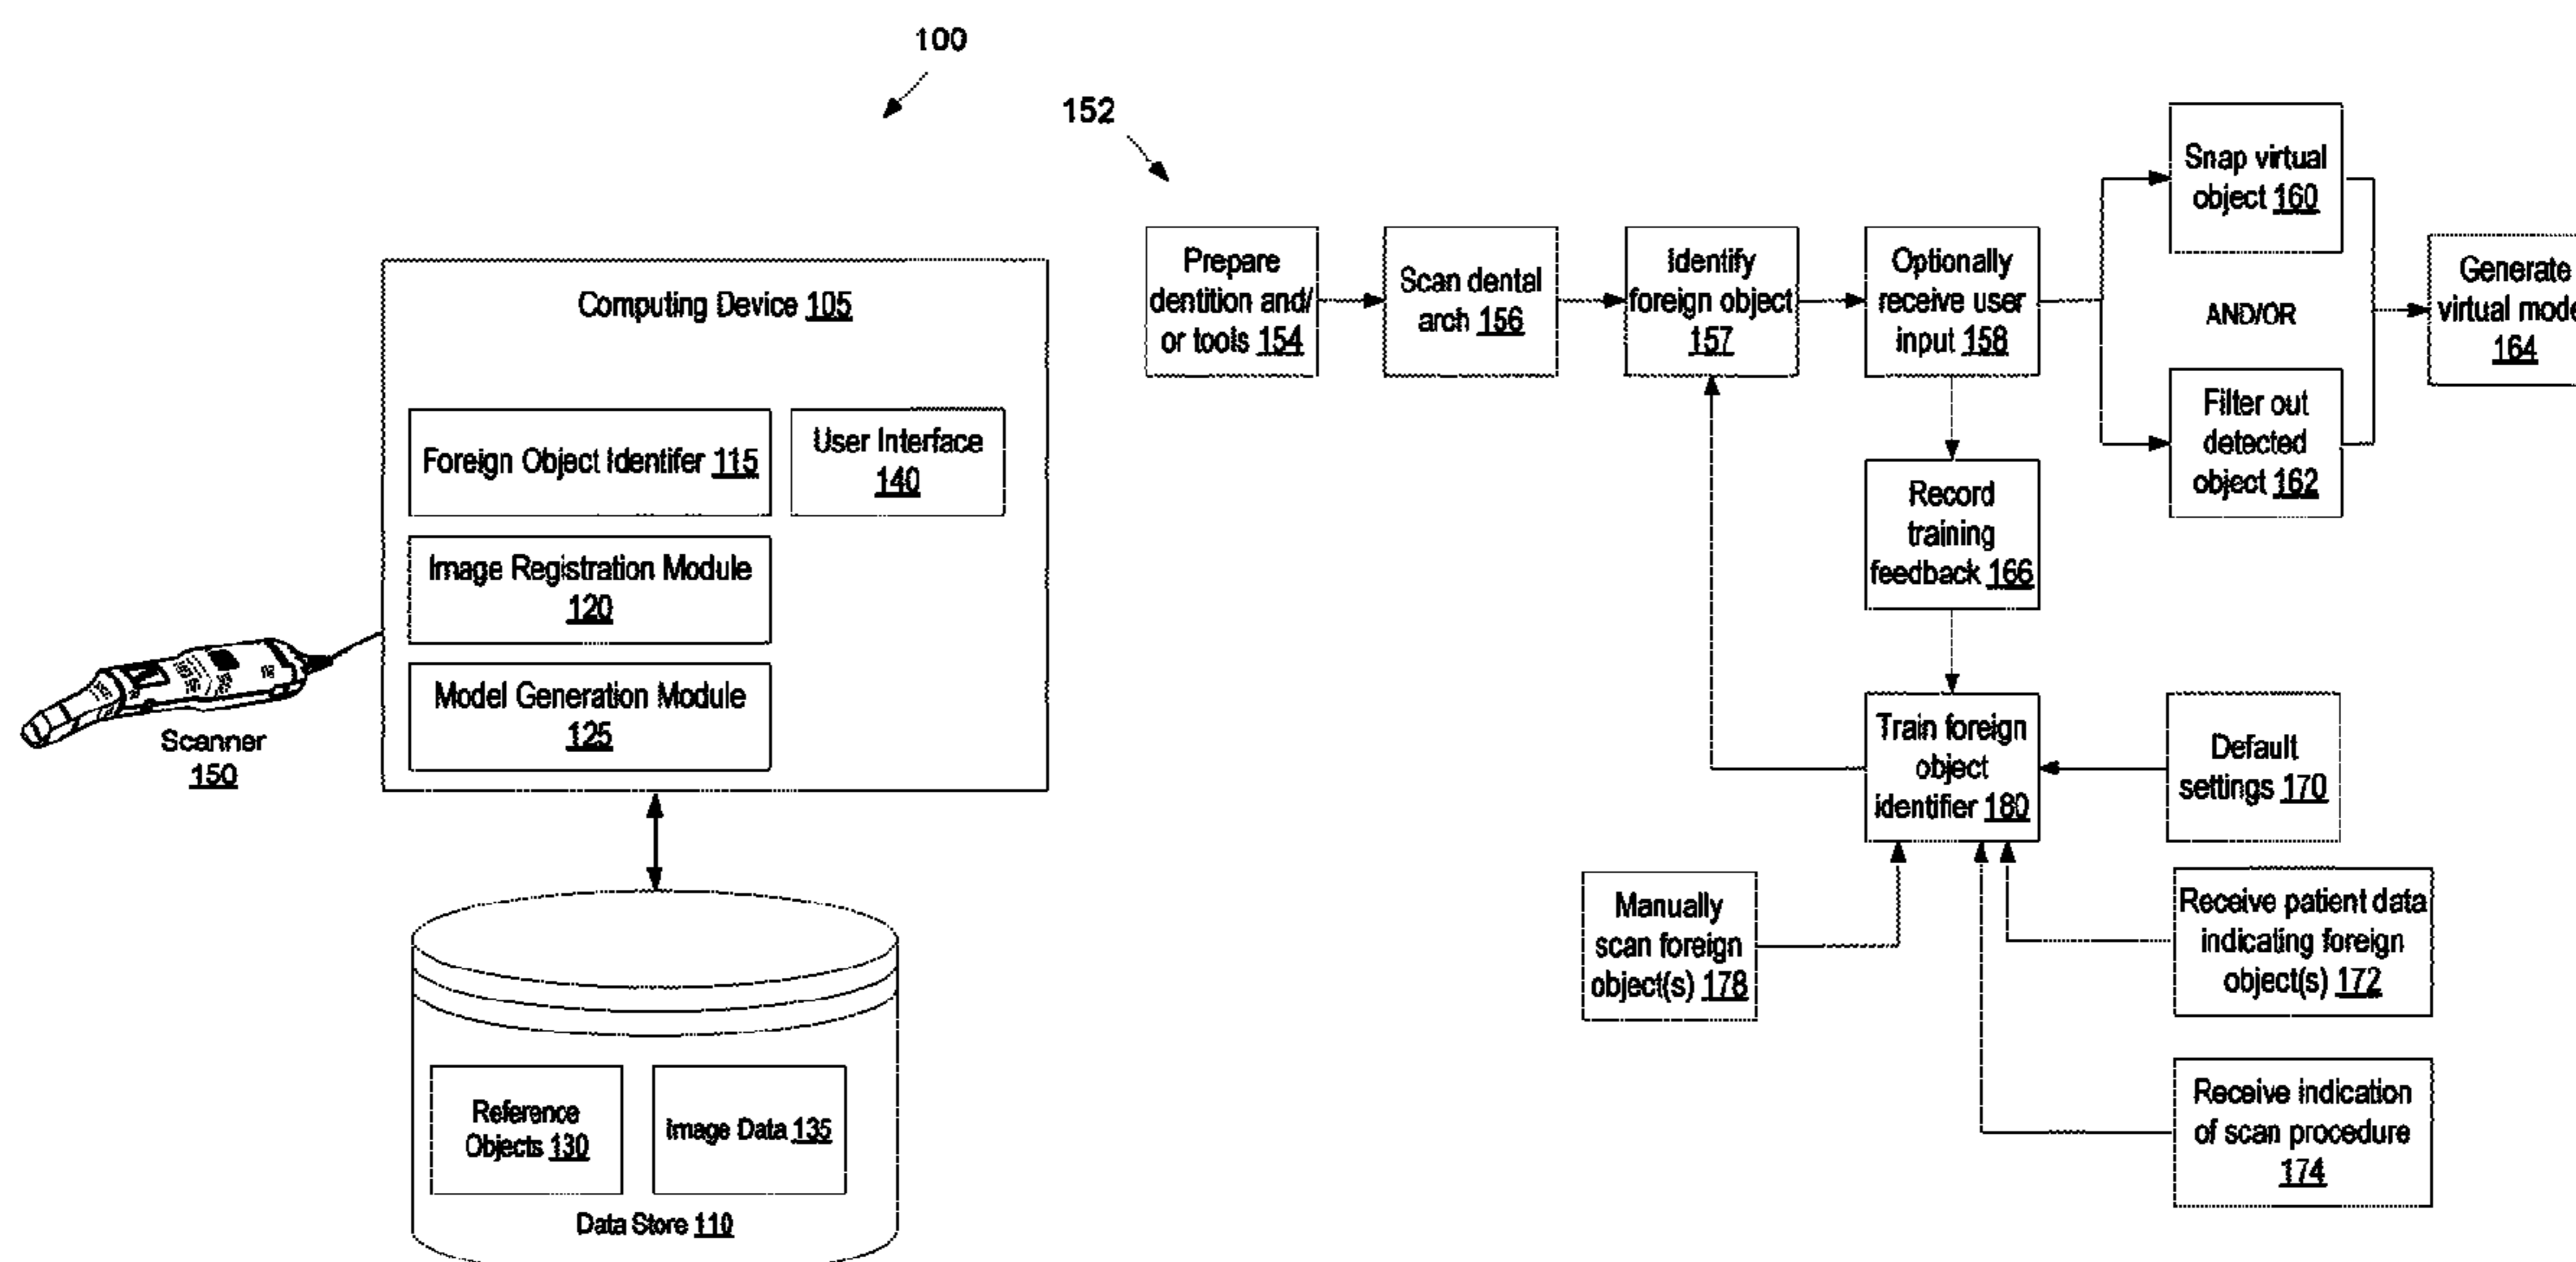 100
152
Computing Device 105
Foreign Object Identifer 115
User Interface
140
Image Registration Module
120
Model Generation Module
125
Scanner
150
Reference
Objects 130
Image Data 135
Data Store 110
Prepare
dentition and/
or tools 154
Scan dental
arch 156
Identify
foreign object
157
Optionally
receive user
input 158
Snap virtual
object 160
AND/OR
Filter out
detected
object 162
Generate
virtual mode
164
Record
training
feedback 166
Train foreign
object
identifier 180
Default
settings 170
Manually
scan foreign
object(s) 178
Receive patient data
indicating foreign
object(s) 172
Receive indication
of scan procedure
174